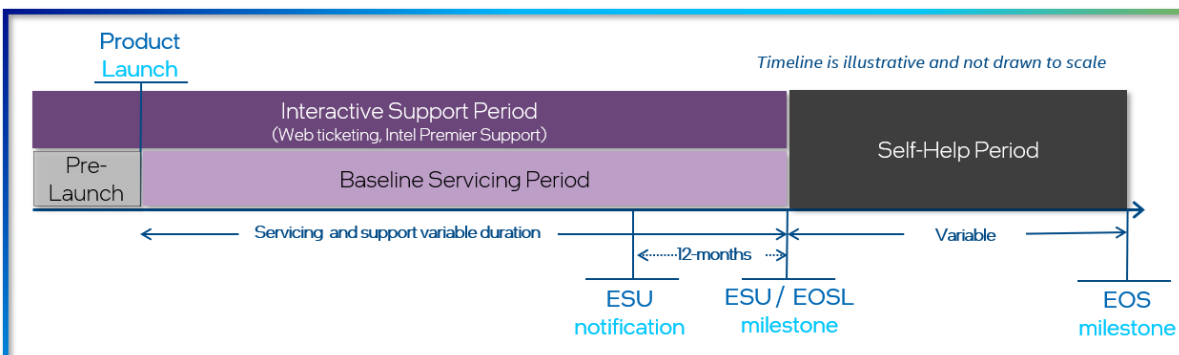 Product
Launch
Timeline is illustrative and not drawn to scale
Interactive Support Period
(Web ticketing, Intel Premier Support)
Self-Help Period
Pre-
Launch
Baseline Servicing Period
Servicing and support variable duration
Variable
12-months
ESU
notification
ESU / EOSL
milestone
EOS
milestone